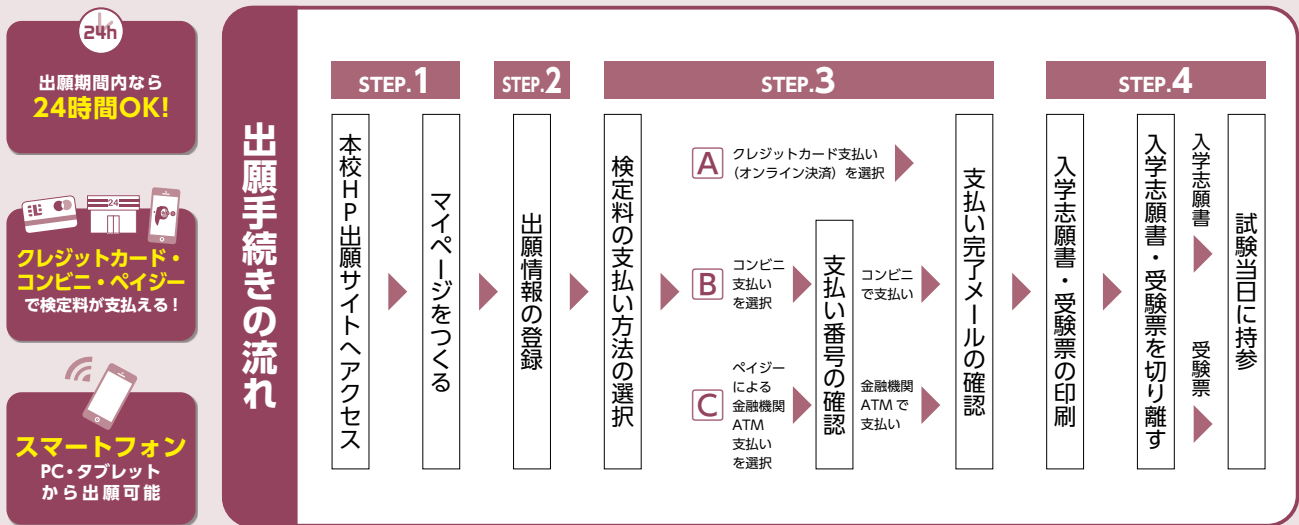 24h
出願期間内なら
24時間OK!
24
クレジットカード・
コンビニ・ペイジー
で検定料が支払える！
スマートフォン
PC・タブレット
から出願可能
出願手続きの流れ
STEP.1
本校HP出願サイトへアクセス
マイページをつくる
STEP.2
出願情報の登録
STEP.3
検定料の支払い方法の選択
A
クレジットカード支払い
（オンライン決済）を選択
B
コンビニ
支払い
を選択
C
ペイジー
による
金融機関
ATM
支払い
を選択
支払い番号の確認
コンビニ
で支払い
金融機関
ATMで
支払い
支払い完了メールの確認
STEP.4
入学志願書・受験票の印刷
入学志願書・受験票を切り離す
入学志願書
受験票
試験当日に持参